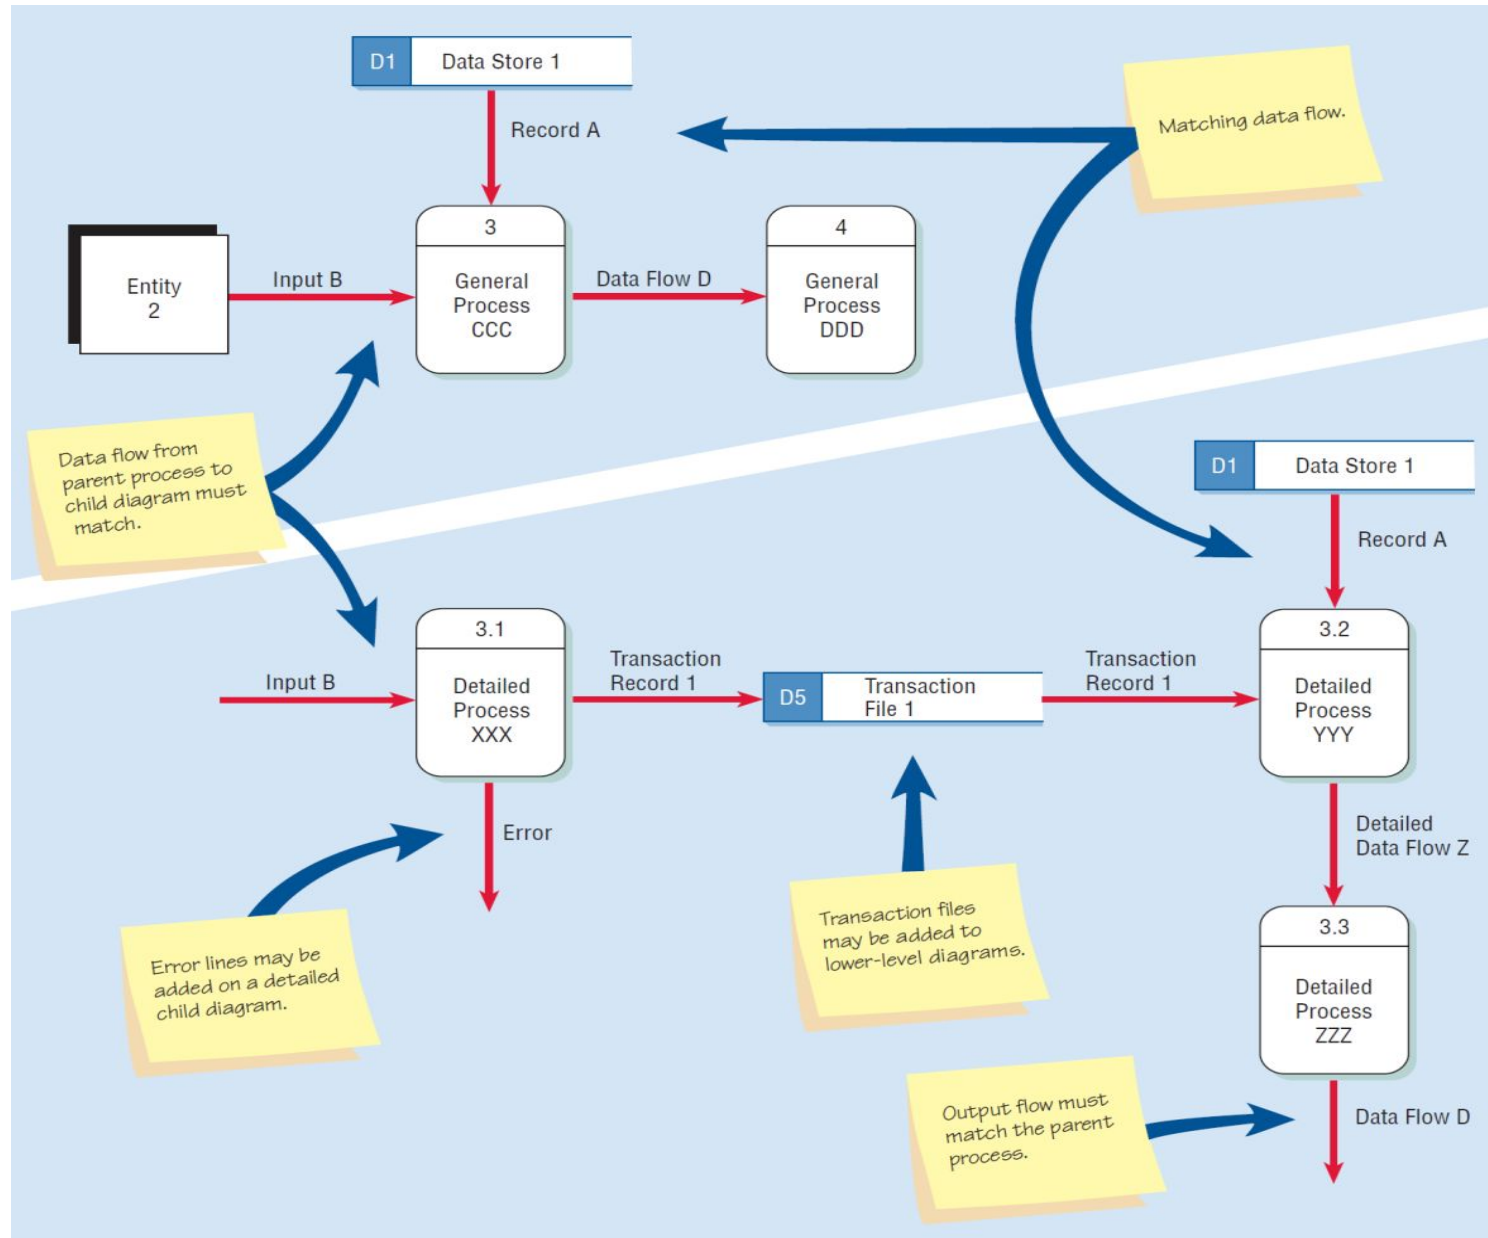 D1
Data Store 1
Record A
Matching data flow.
Entity
2
Input B
3
General
Process
CCC
Data Flow D
4
General
Process
DDD
Data flow from
parent process to
child diagram must
match.
D1
Data Store 1
Record A
Input B
3.1
Detailed
Process
XXX
Transaction
Record 1
D5
Transaction
File 1
Transaction
Record 1
3.2
Detailed
Process
YYY
Error
Detailed
Data Flow Z
Error lines may be
added on a detailed
child diagram.
Transaction files
may be added to
lower-level diagrams.
3.3
Detailed
Process
ZZZ
Output flow must
match the parent
process.
Data Flow D